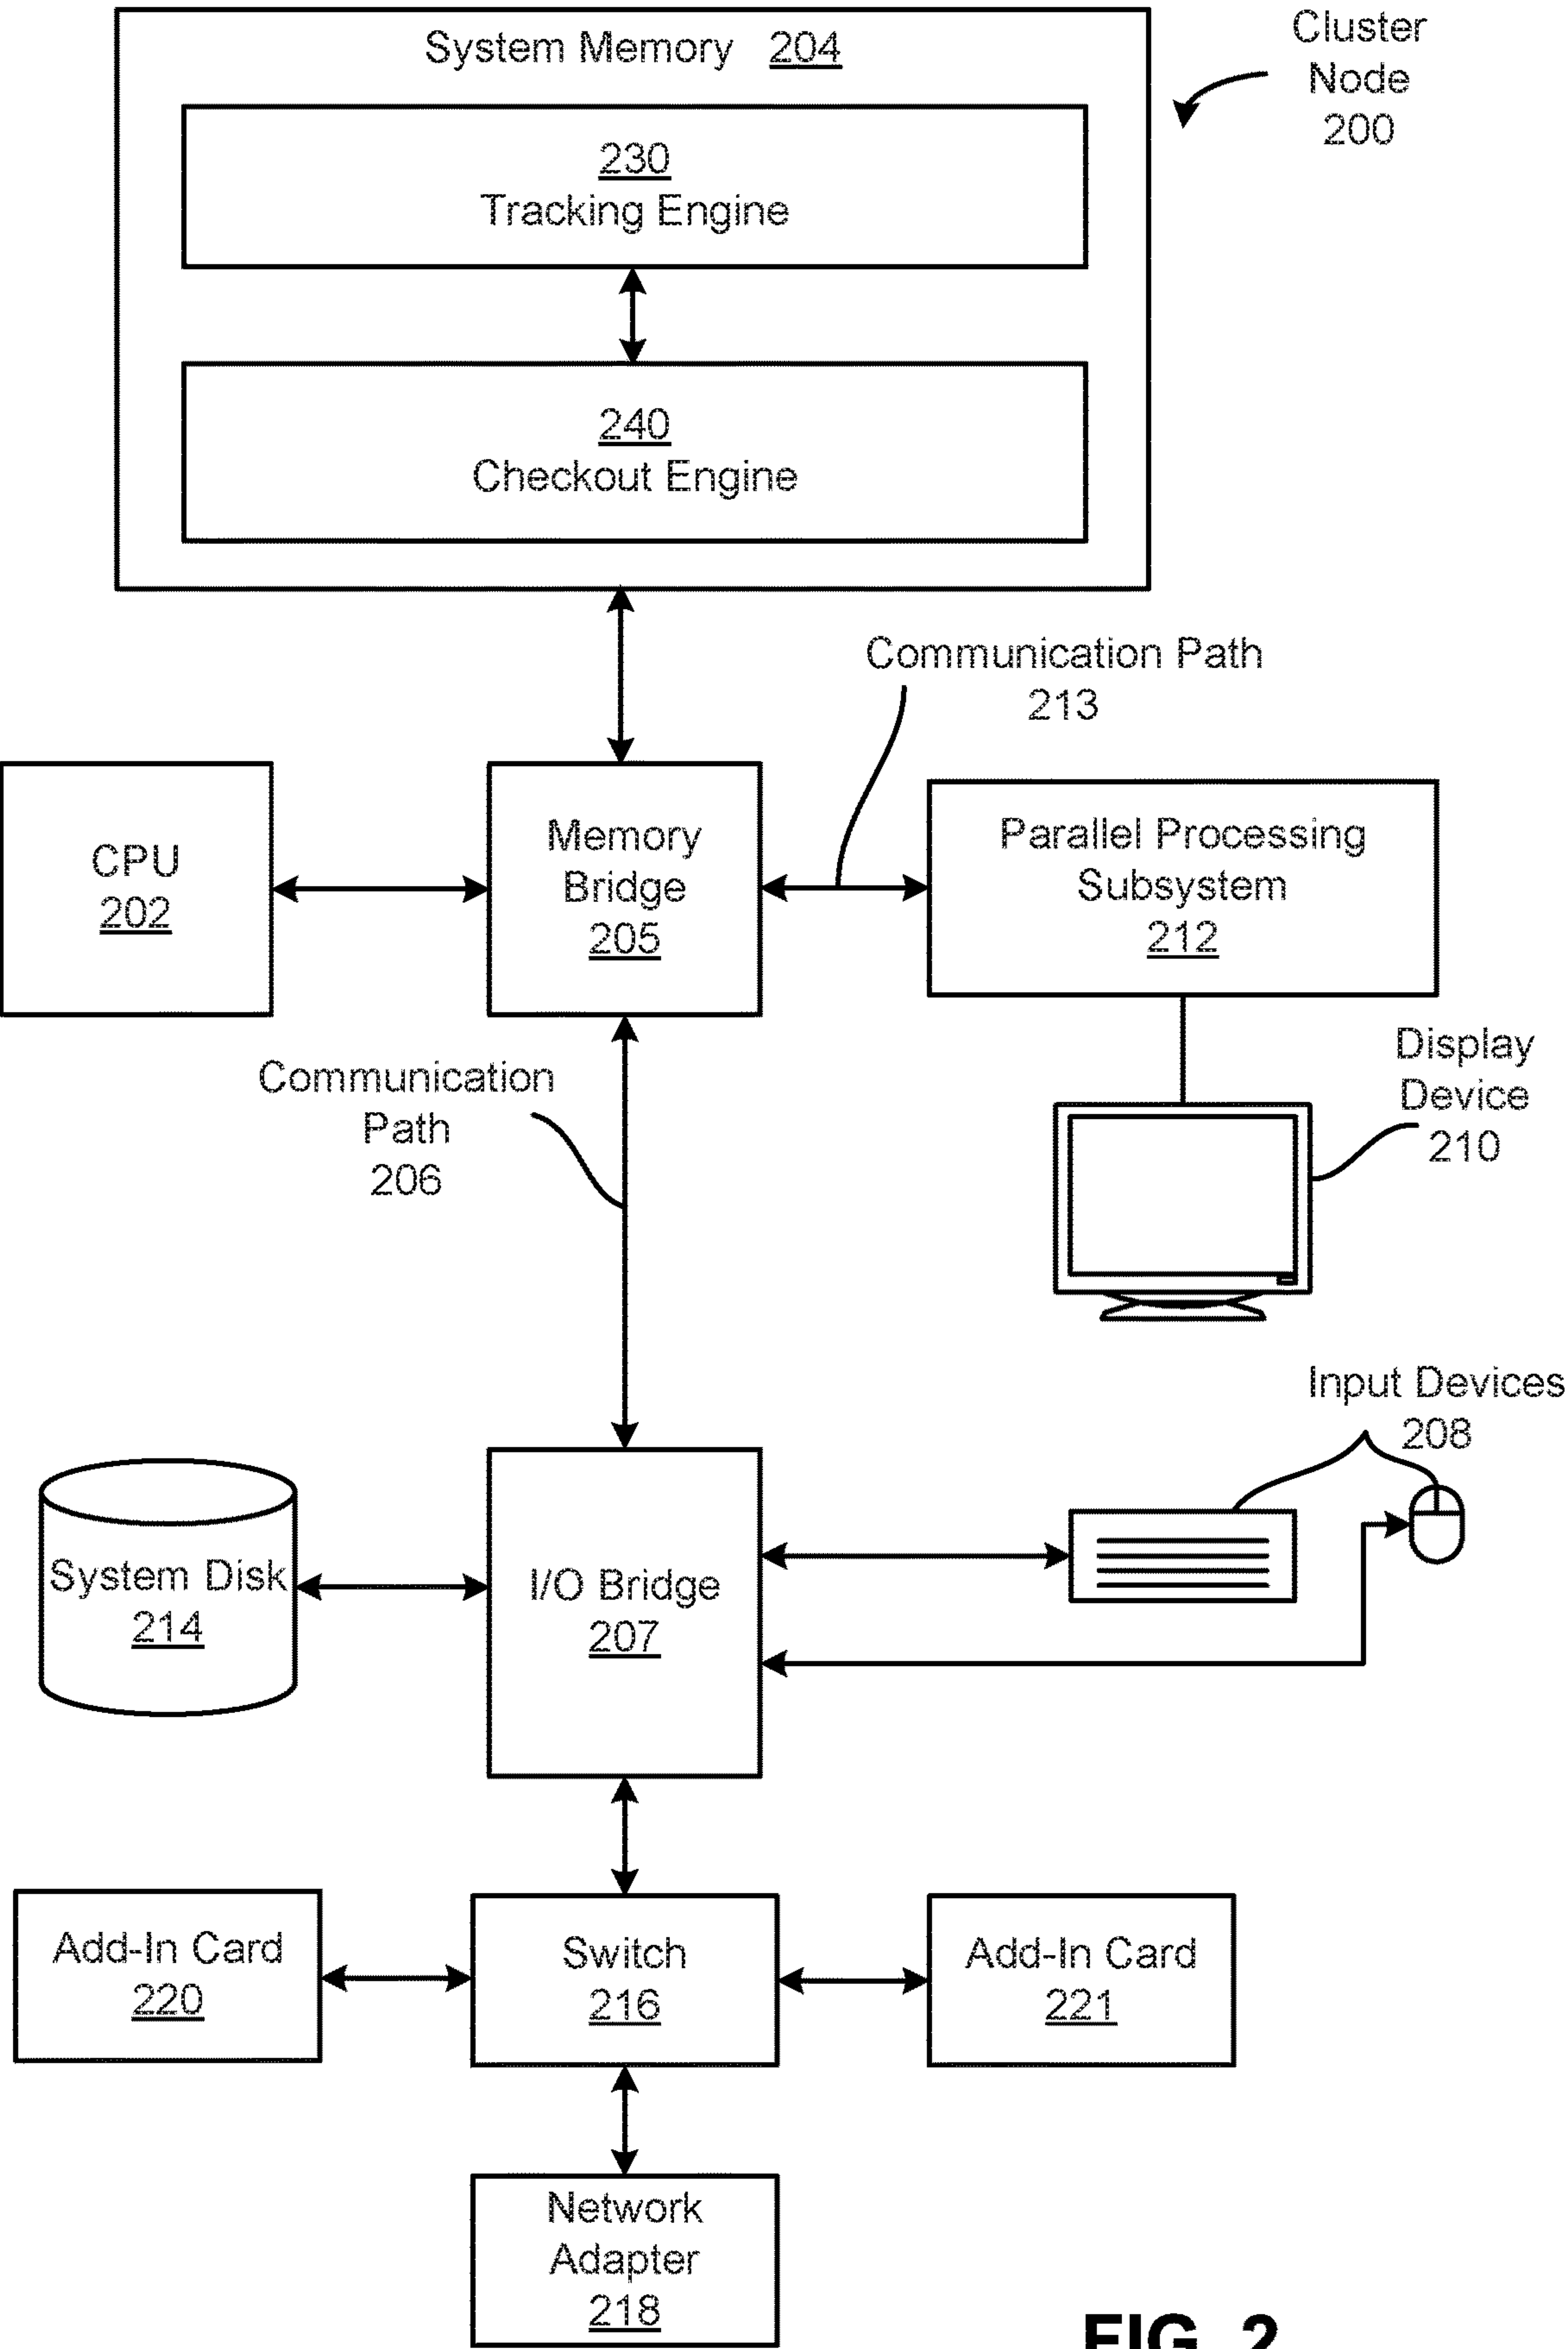 System Memory 204
Cluster
Node
200
230
Tracking Engine
240
Checkout Engine
Communication Path
213
CPU
202
Memory
Bridge
205
Parallel Processing
Subsystem
212
Communication
Path
206
Display
Device
210
Input Devices
208
System Disk
214
I/O Bridge
207
Add-In Card
220
Switch
216
Add-In Card
221
Network
Adapter
218
FIG. 2